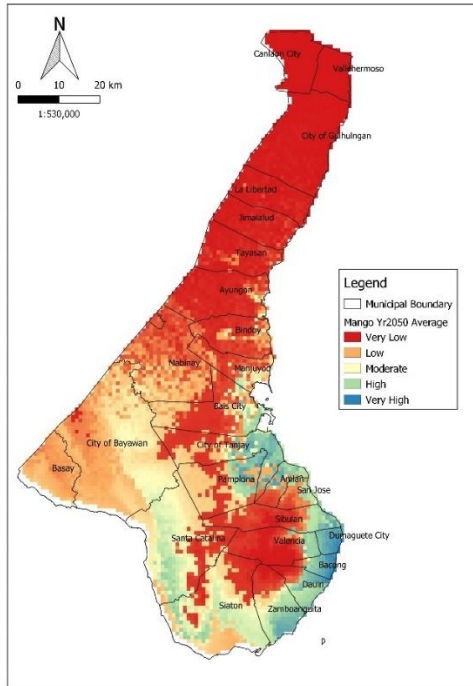 N
0 10 20 km
1:530,000
Canlaon City
Vallehermoso
City of Guihulngan
La Libertad
Jimalalud
Tayasan
Ayungon
Bindoy
Manjuyod
Mabinay
Bais City
City of Tanjay
City of Bayawan
Basay
Pamplona
Amlan
San Jose
Sibulan
Santa Catalina
Valencia
Dumaguete City
Bacong
Dauin
Siaton
Zamboanguita
P
Legend
Municipal Boundary
Mango Yr2050 Average
Very Low
Low
Moderate
High
Very High